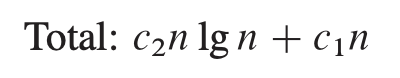 Total: c₂n lg n + c₁n